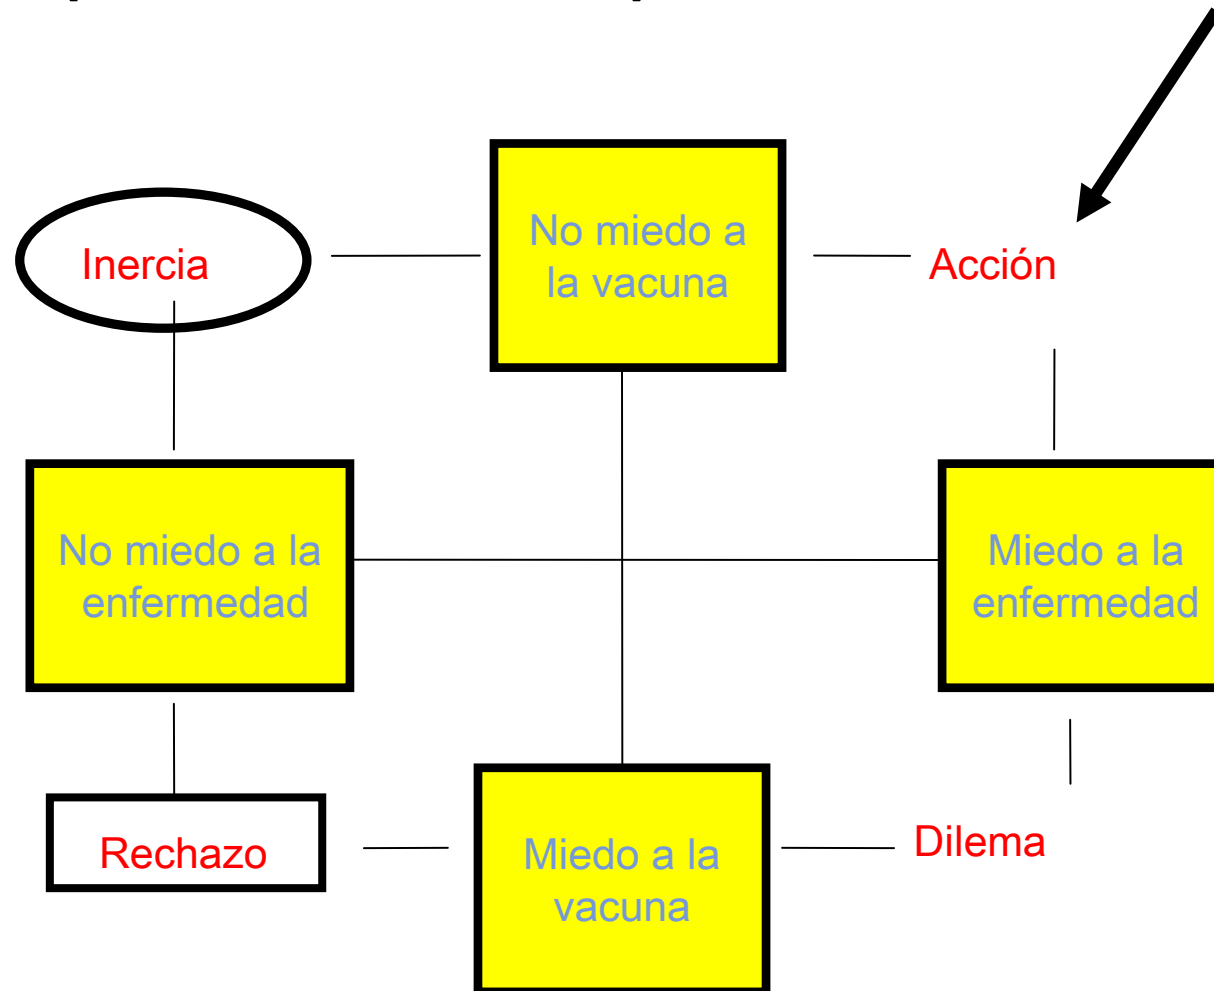 No miedo a
la vacuna
Inercia
Acción
No miedo a la
enfermedad
Miedo a la
enfermedad
Rechazo
Miedo a la
vacuna
Dilema